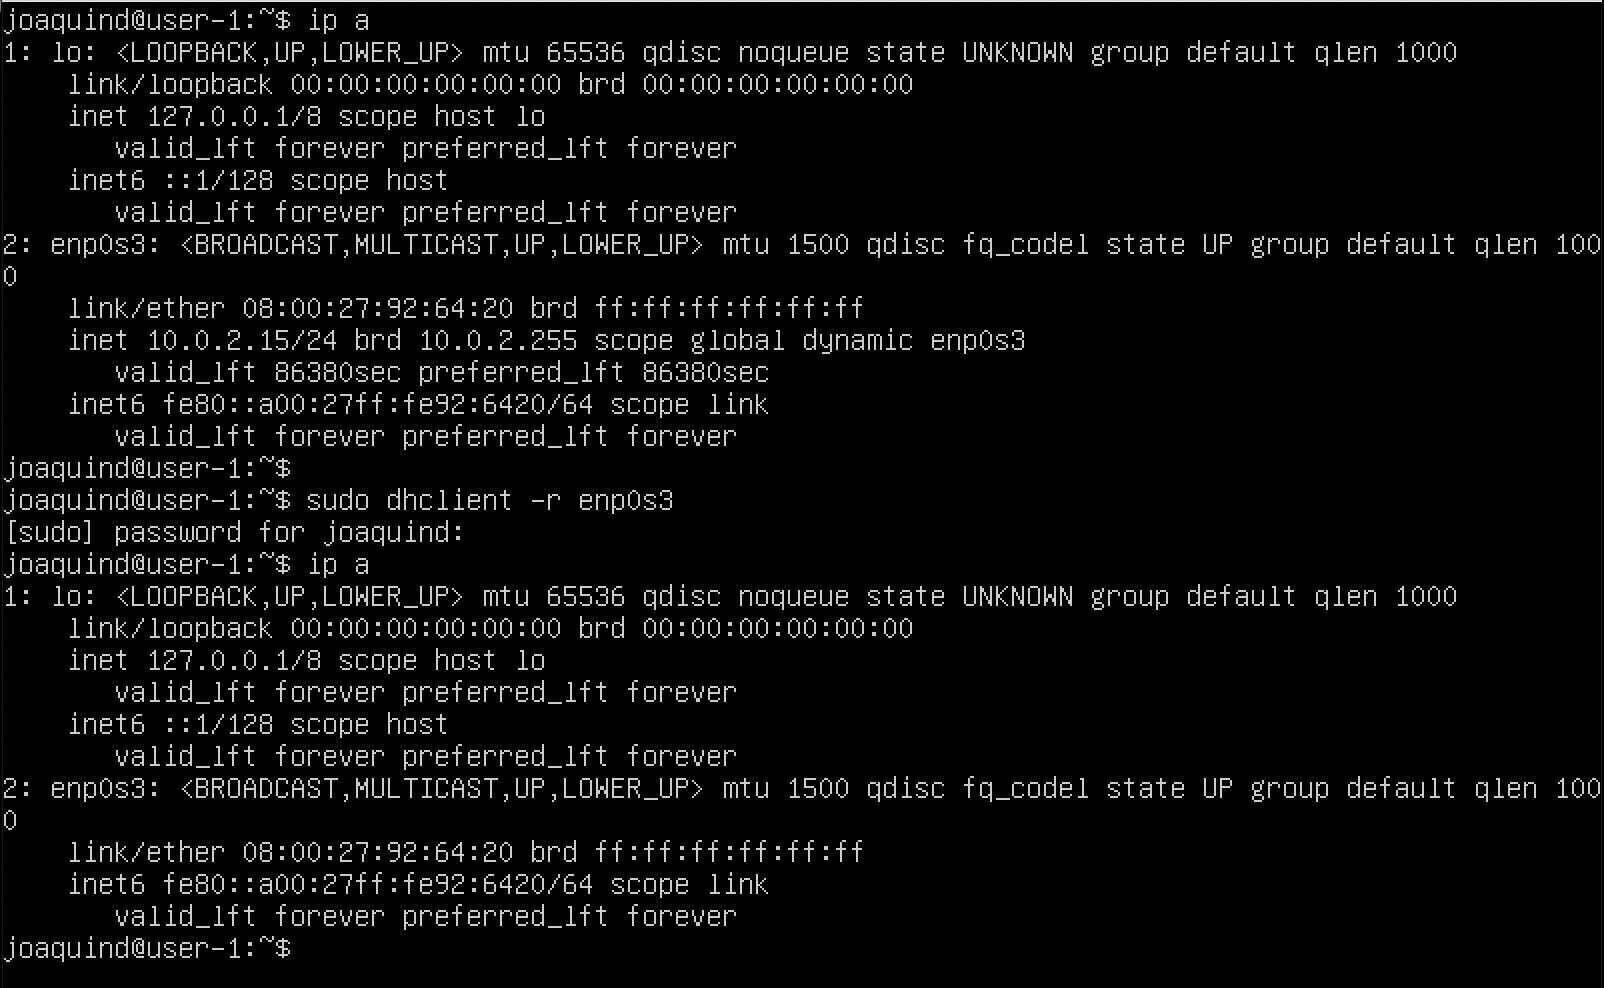 joaquind@user-1:~$ ip a
1: lo: <LOOPBACK,UP,LOWER_UP> mtu 65536 qdisc noqueue state UNKNOWN group default qlen 1000
    link/loopback 00:00:00:00:00:00 brd 00:00:00:00:00:00
    inet 127.0.0.1/8 scope host lo
       valid_lft forever preferred_lft forever
    inet6 ::1/128 scope host
       valid_lft forever preferred_lft forever
2: enp0s3: <BROADCAST,MULTICAST,UP,LOWER_UP> mtu 1500 qdisc fq_codel state UP group default qlen 100
0
    link/ether 08:00:27:92:64:20 brd ff:ff:ff:ff:ff:ff
    inet 10.0.2.15/24 brd 10.0.2.255 scope global dynamic enp0s3
       valid_lft 86380sec preferred_lft 86380sec
    inet6 fe80::a00:27ff:fe92:6420/64 scope link
       valid_lft forever preferred_lft forever
joaquind@user-1:~$
joaquind@user-1:~$ sudo dhclient -r enp0s3
[sudo] password for joaquind:
joaquind@user-1:~$ ip a
1: lo: <LOOPBACK,UP,LOWER_UP> mtu 65536 qdisc noqueue state UNKNOWN group default qlen 1000
    link/loopback 00:00:00:00:00:00 brd 00:00:00:00:00:00
    inet 127.0.0.1/8 scope host lo
       valid_lft forever preferred_lft forever
    inet6 ::1/128 scope host
       valid_lft forever preferred_lft forever
2: enp0s3: <BROADCAST,MULTICAST,UP,LOWER_UP> mtu 1500 qdisc fq_codel state UP group default qlen 100
0
    link/ether 08:00:27:92:64:20 brd ff:ff:ff:ff:ff:ff
    inet6 fe80::a00:27ff:fe92:6420/64 scope link
       valid_lft forever preferred_lft forever
joaquind@user-1:~$